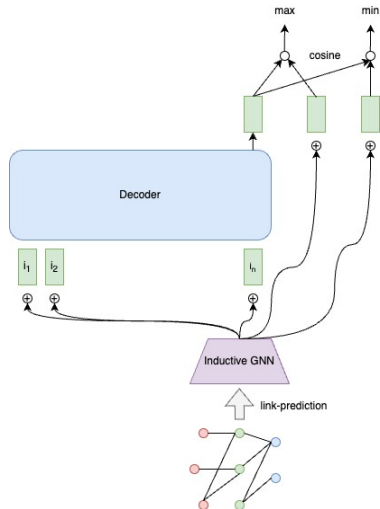 max min
cosine
Decoder
i1 i2 in
Inductive GNN
link-prediction